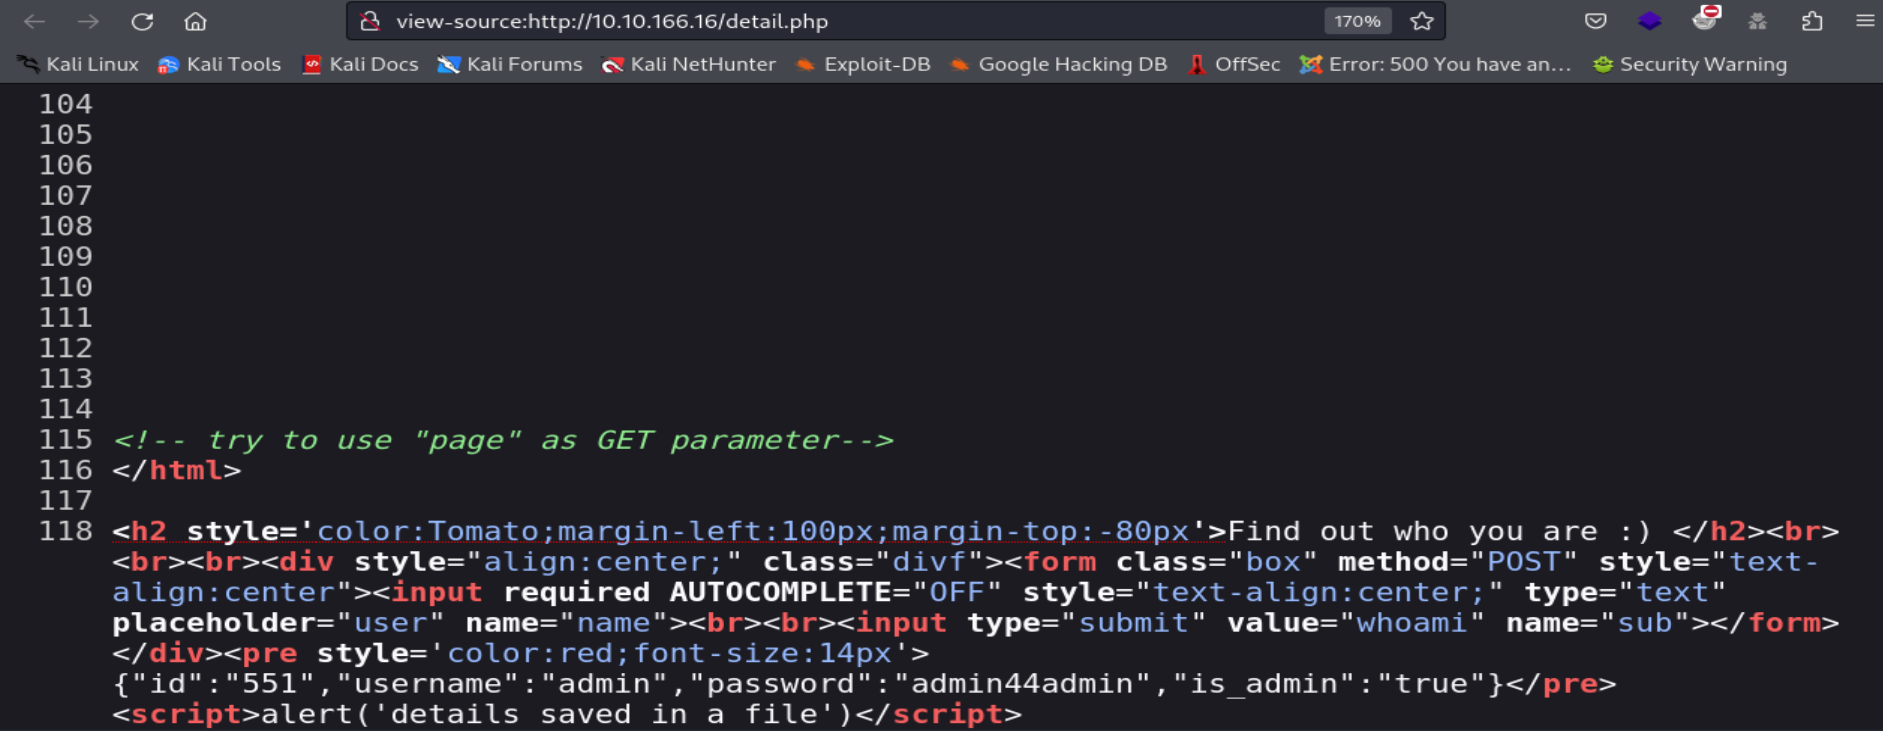 view-source:http://10.10.166.16/detail.php 170%
Kali Linux Kali Tools Kali Docs Kali Forums Kali NetHunter Exploit-DB Google Hacking DB OffSec Error: 500 You have an... Security Warning
104
105
106
107
108
109
110
111
112
113
114
115 <!-- try to use "page" as GET parameter-->
116 </html>
117
118 <h2 style='color:Tomato;margin-left:100px;margin-top:-80px'>Find out who you are :) </h2><br>
<br><br><div style="align:center;" class="divf"><form class="box" method="POST" style="text-
align:center"><input required AUTOCOMPLETE="OFF" style="text-align:center;" type="text"
placeholder="user" name="name"><br><br><input type="submit" value="whoami" name="sub"></form>
</div><pre style='color:red;font-size:14px'>
{"id":"551","username":"admin","password":"admin44admin","is_admin":"true"}</pre>
<script>alert('details saved in a file')</script>